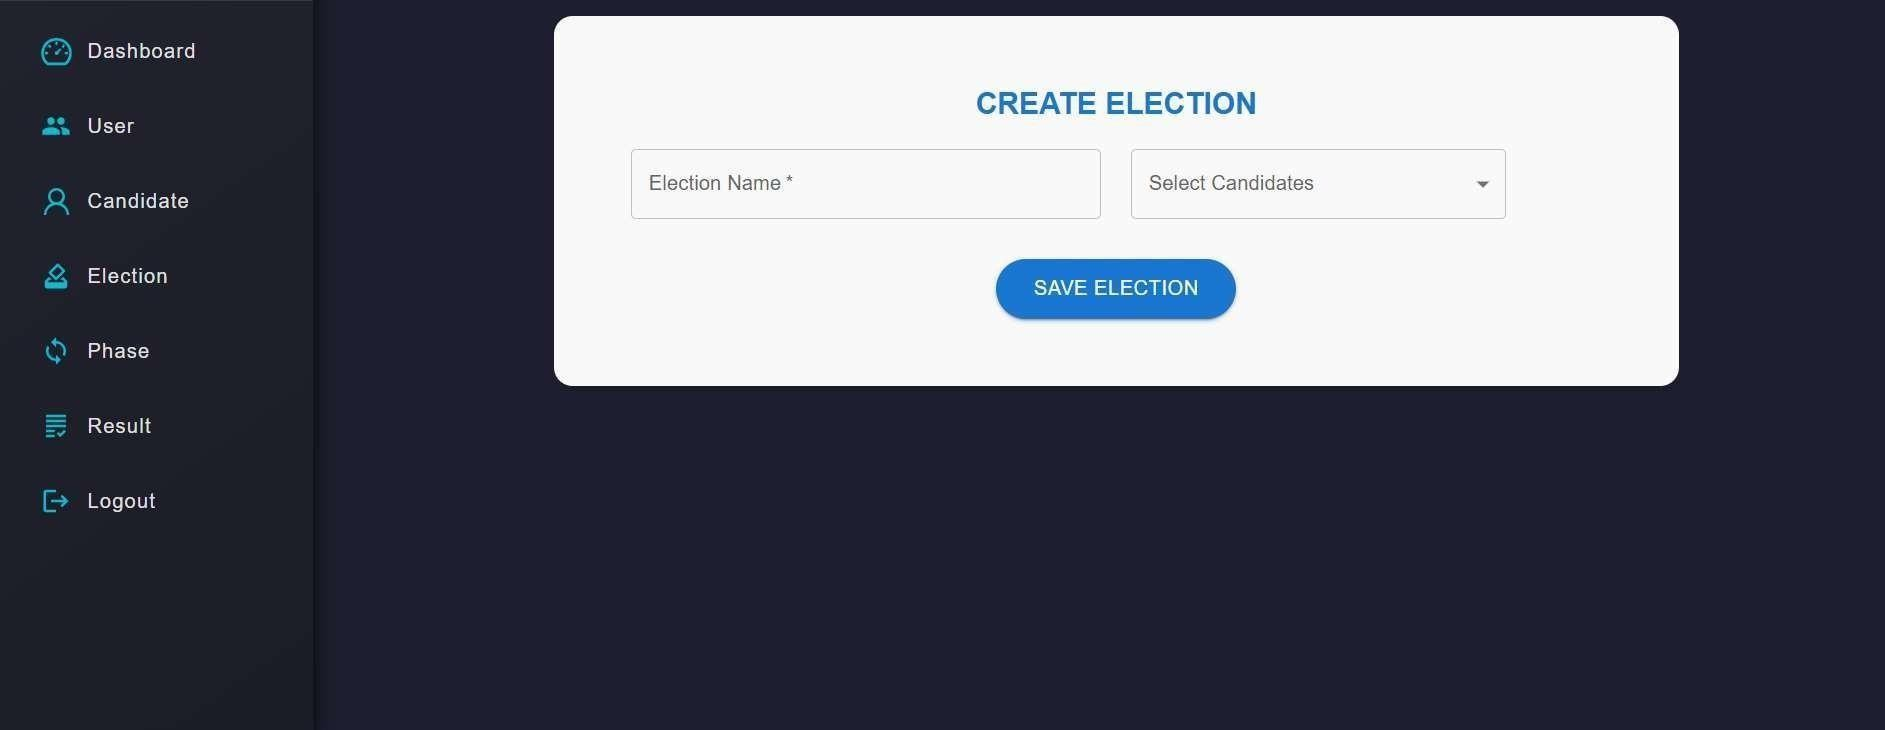 Dashboard
User
Candidate
Election
Phase
Result
Logout
CREATE ELECTION
Election Name *
Select Candidates
SAVE ELECTION